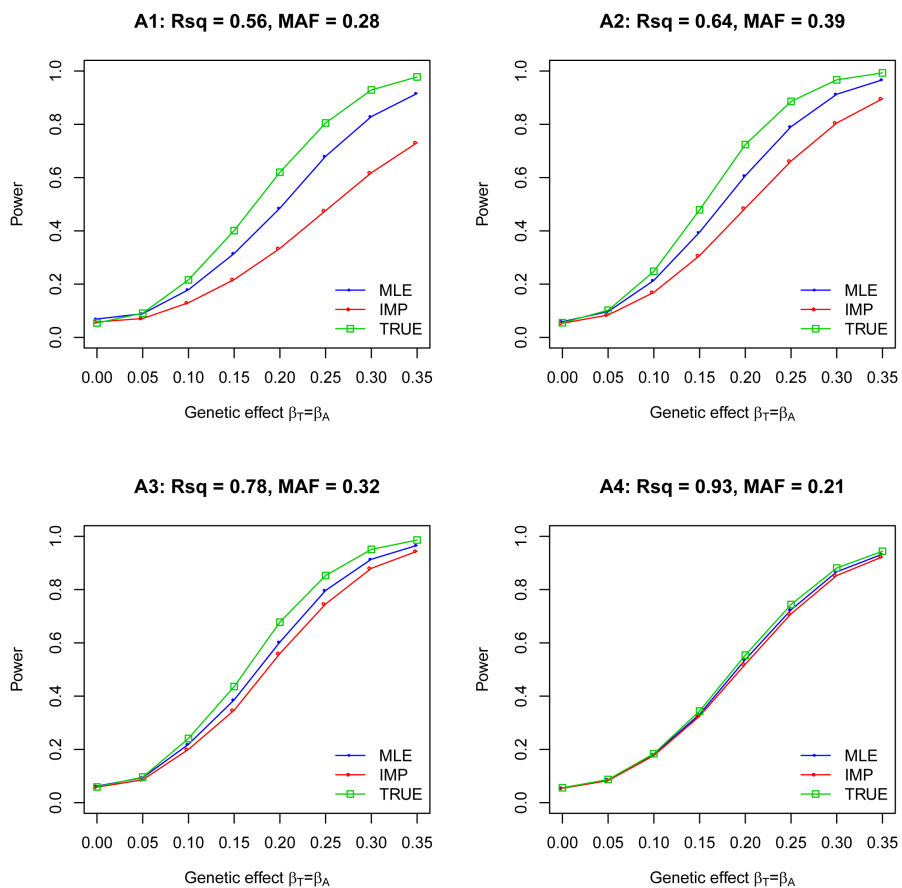 A1: Rsq = 0.56, MAF = 0.28
Power
1.0
0.8
0.6
0.4
0.2
0.0
MLE
IMP
TRUE
0.00 0.05 0.10 0.15 0.20 0.25 0.30 0.35
Genetic effect βT=βA
A2: Rsq = 0.64, MAF = 0.39
Power
1.0
0.8
0.6
0.4
0.2
0.0
MLE
IMP
TRUE
0.00 0.05 0.10 0.15 0.20 0.25 0.30 0.35
Genetic effect βT=βA
A3: Rsq = 0.78, MAF = 0.32
Power
1.0
0.8
0.6
0.4
0.2
0.0
MLE
IMP
TRUE
0.00 0.05 0.10 0.15 0.20 0.25 0.30 0.35
Genetic effect βT=βA
A4: Rsq = 0.93, MAF = 0.21
Power
1.0
0.8
0.6
0.4
0.2
0.0
MLE
IMP
TRUE
0.00 0.05 0.10 0.15 0.20 0.25 0.30 0.35
Genetic effect βT=βA